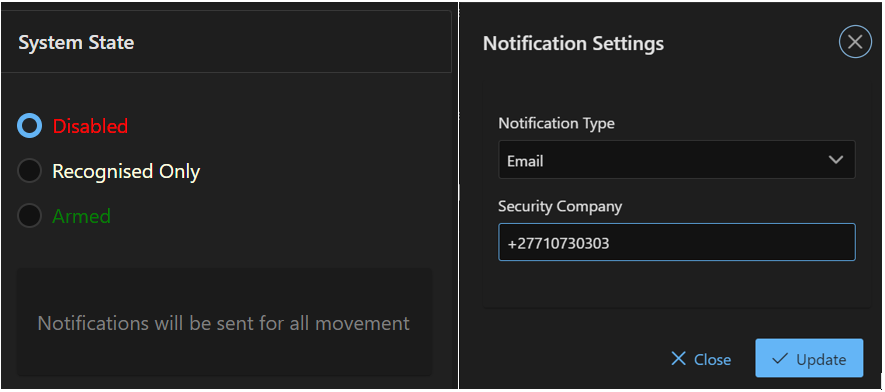 System State
Disabled
Recognised Only
Armed
Notifications will be sent for all movement
Notification Settings
Notification Type
Email
Security Company
+27710730303
Close
Update